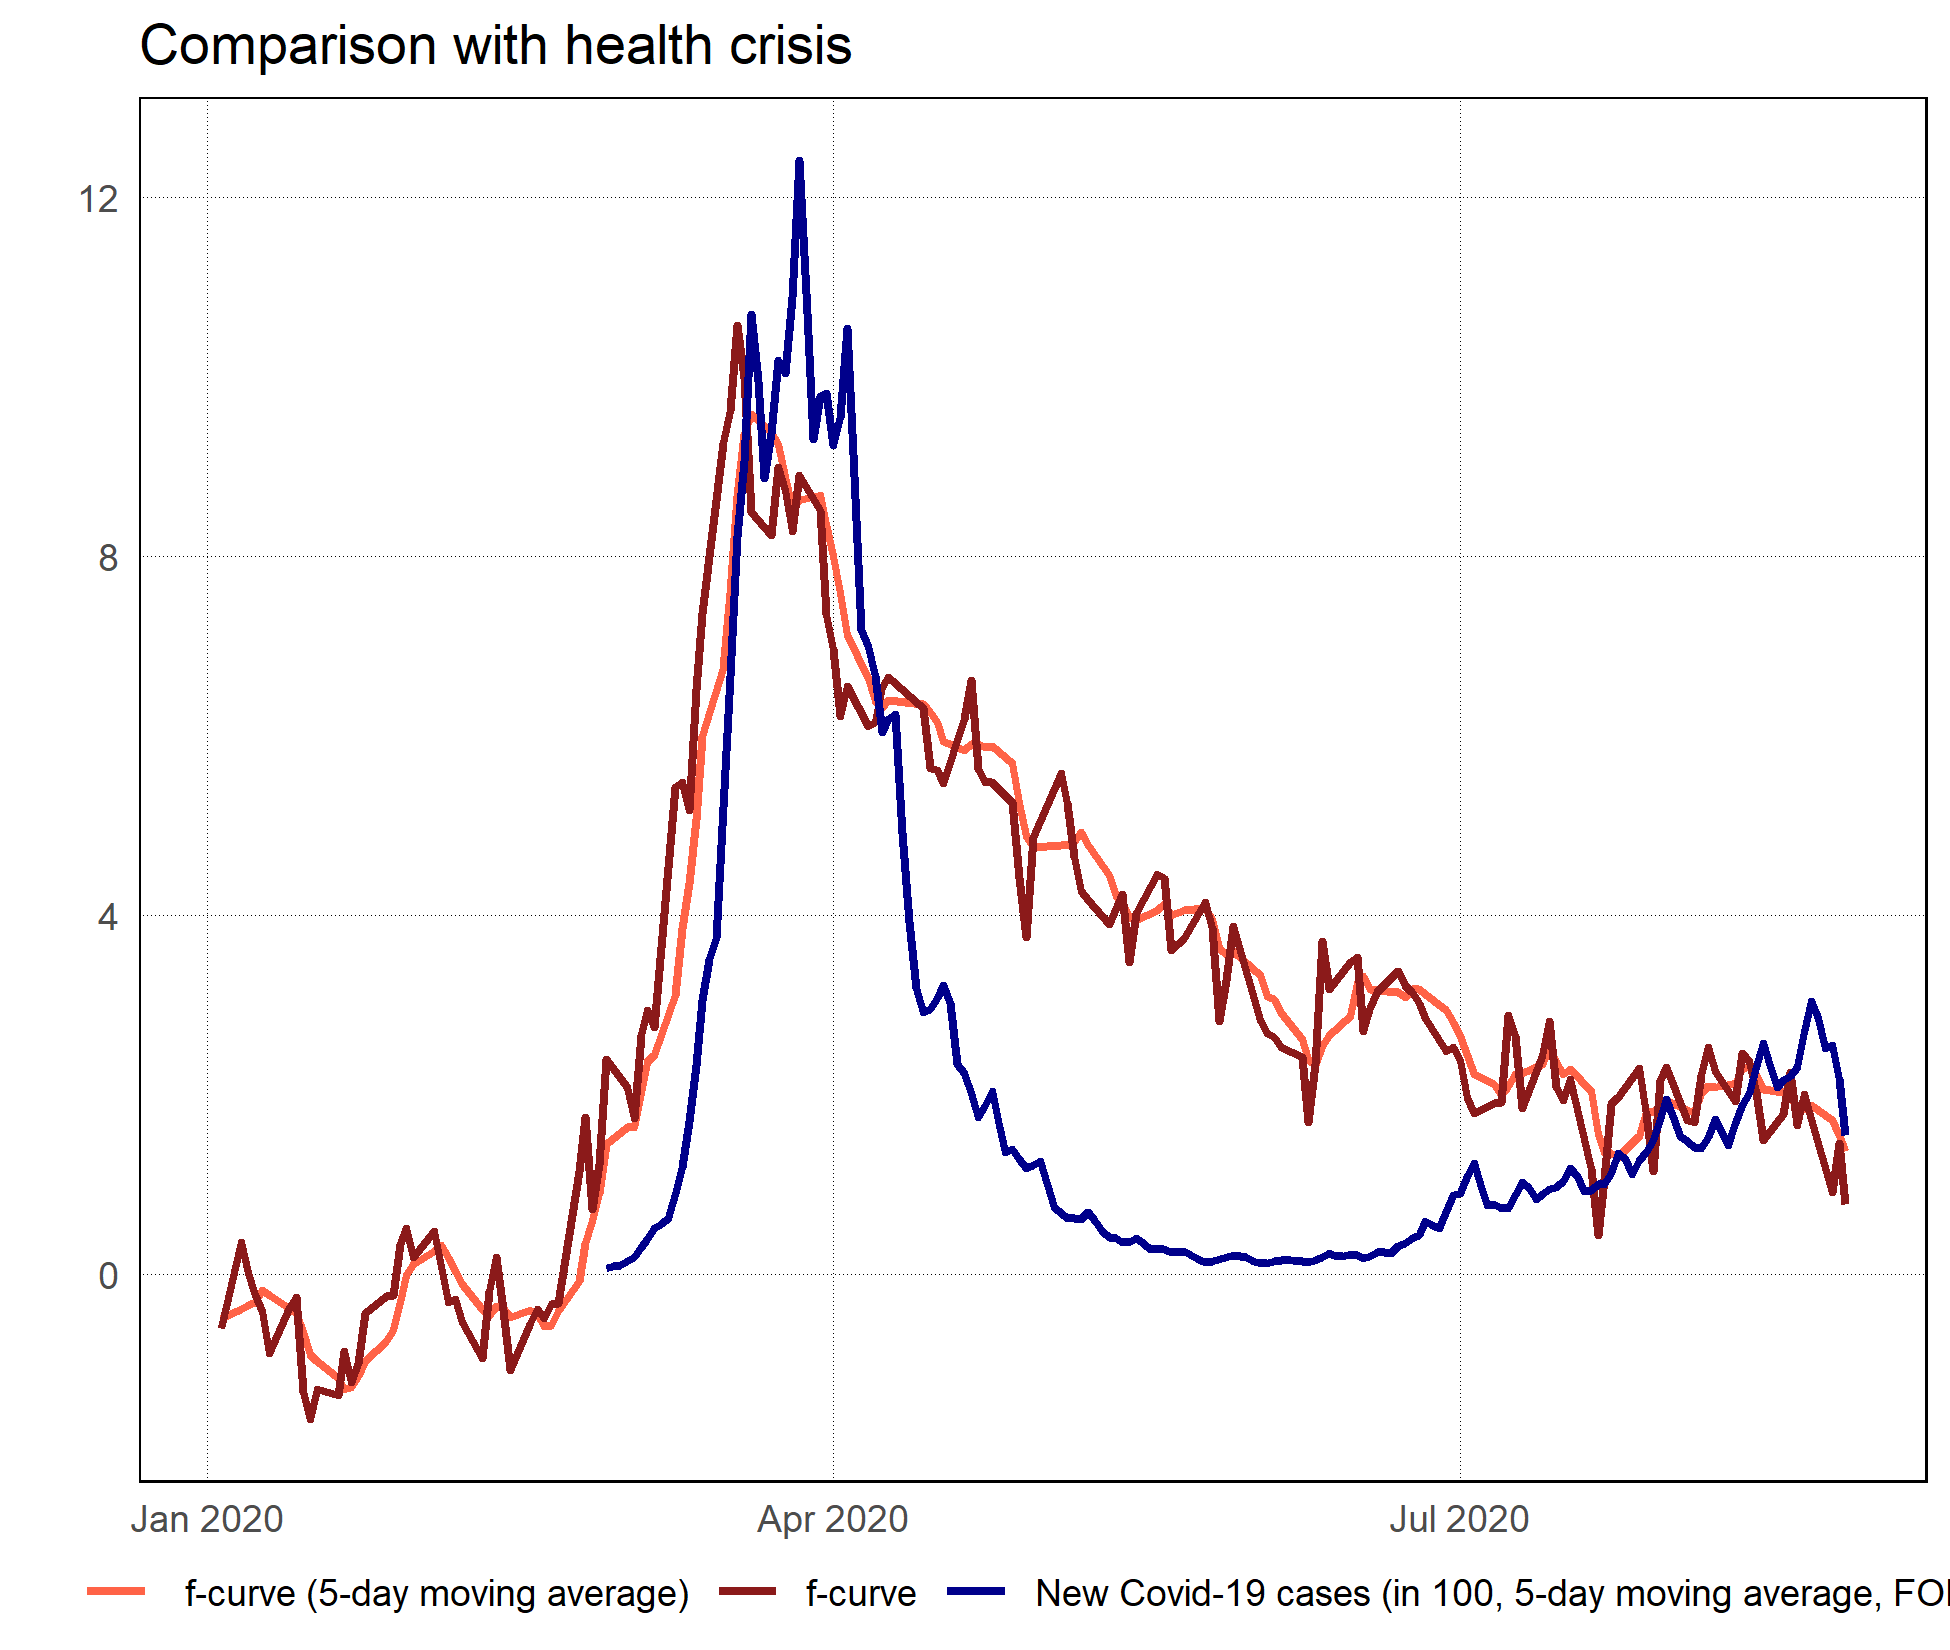 Comparison with health crisis
12
8
4
0
Jan 2020 Apr 2020 Jul 2020
f-curve (5-day moving average) f-curve New Covid-19 cases (in 100, 5-day moving average,